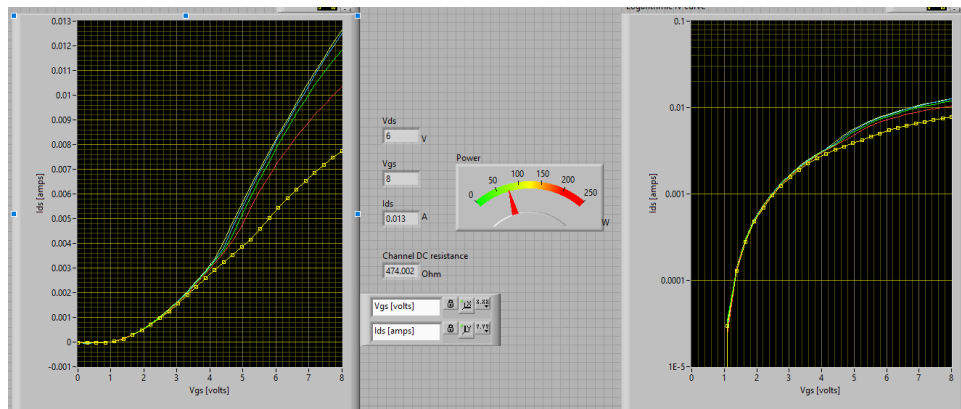 Logarithmic IV curve
0.013
0.012
0.011
0.01
0.009
0.008
0.007
0.006
0.005
0.004
0.003
0.002
0.001
0
-0.001
Ids [amps]
0 1 2 3 4 5 6 7 8
Vgs [volts]
Vds
6 V
Vgs
8
Ids
0.013 A
Channel DC resistance
474.002 Ohm
Power
0 50 100 150 200 250
W
Vgs [volts]
Ids [amps]
0.1
0.01
0.001
0.0001
1E-5
Ids [amps]
0 1 2 3 4 5 6 7 8
Vgs [volts]